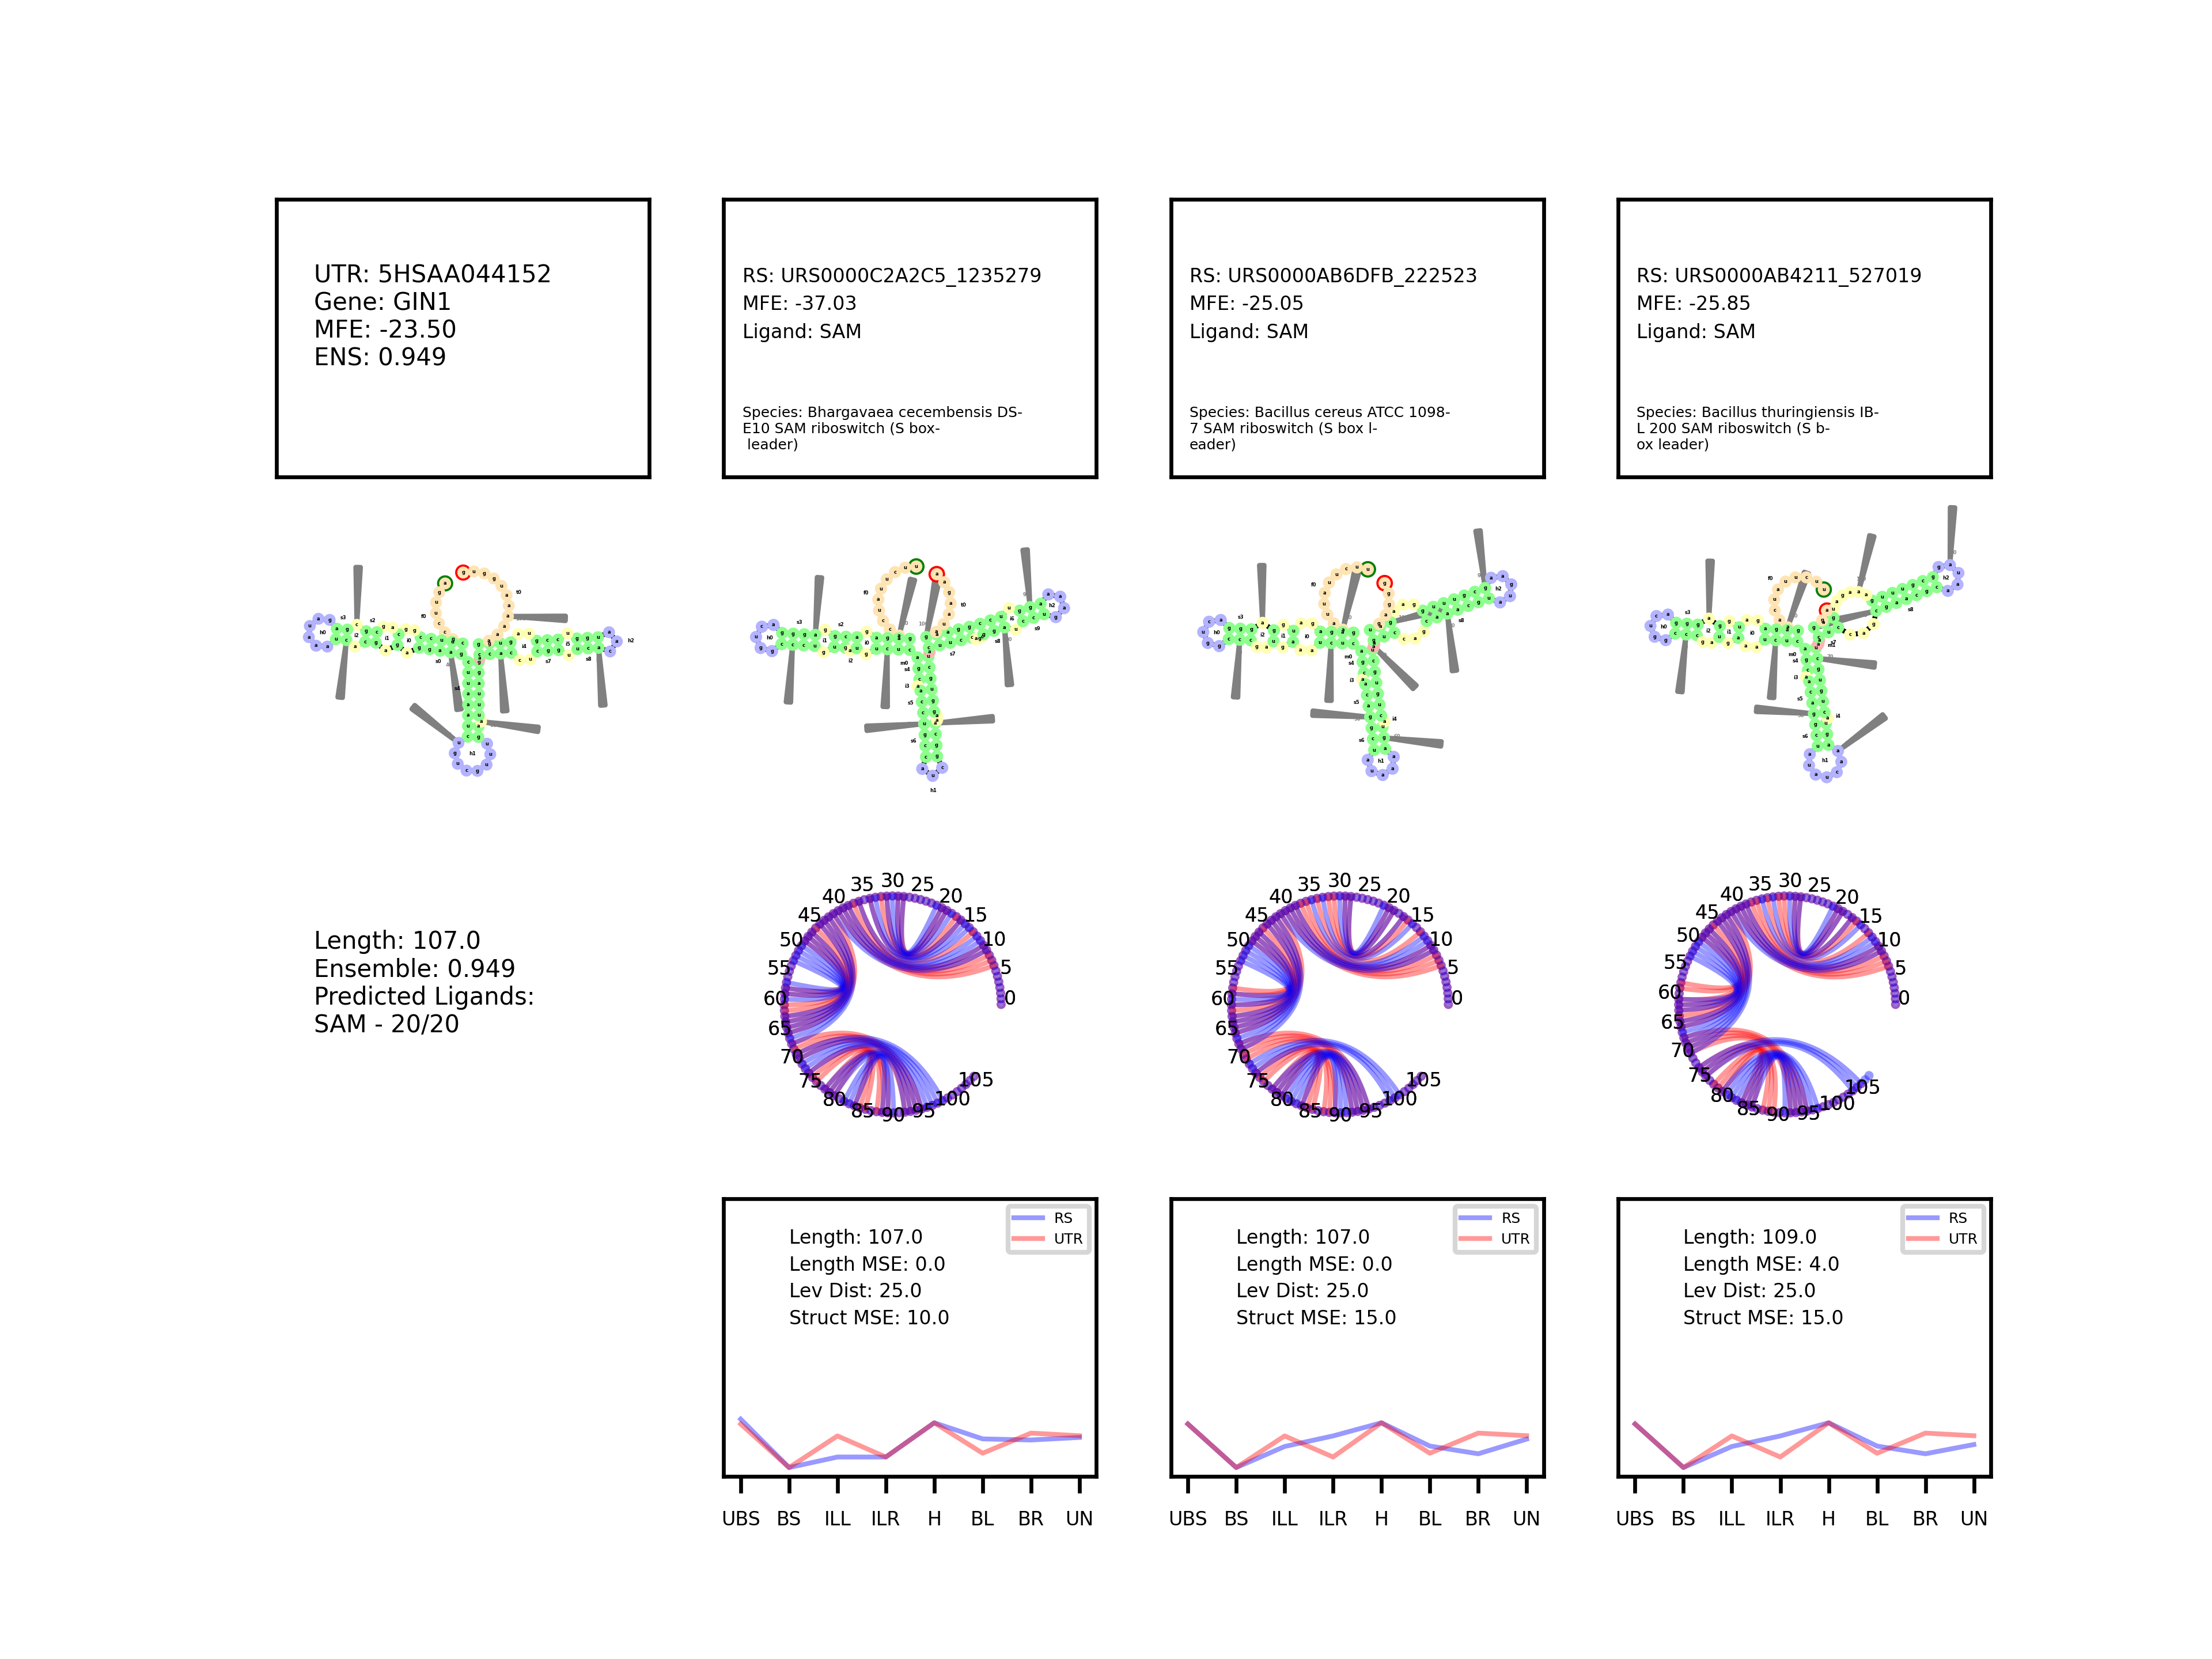 UTR: 5HSAA044152
Gene: GIN1
MFE: -23.50
ENS: 0.949
RS: URS0000C2A2C5_1235279
MFE: -37.03
Ligand: SAM
Species: Bhargavaea cecembensis DS-
E10 SAM riboswitch (S box-
leader)
RS: URS0000AB6DFB_222523
MFE: -25.05
Ligand: SAM
Species: Bacillus cereus ATCC 1098-
7 SAM riboswitch (S box l-
eader)
RS: URS0000AB4211_527019
MFE: -25.85
Ligand: SAM
Species: Bacillus thuringiensis IB-
L 200 SAM riboswitch (S b-
ox leader)
Length: 107.0
Ensemble: 0.949
Predicted Ligands:
SAM - 20/20
0 5 10 15 20 25 30 35 40 45 50 55 60 65 70 75 80 85 90 95 100 105
0 5 10 15 20 25 30 35 40 45 50 55 60 65 70 75 80 85 90 95 100 105
0 5 10 15 20 25 30 35 40 45 50 55 60 65 70 75 80 85 90 95 100 105
RS
UTR
Length: 107.0
Length MSE: 0.0
Lev Dist: 25.0
Struct MSE: 10.0
UBS BS ILL ILR H BL BR UN
RS
UTR
Length: 107.0
Length MSE: 0.0
Lev Dist: 25.0
Struct MSE: 15.0
UBS BS ILL ILR H BL BR UN
RS
UTR
Length: 109.0
Length MSE: 4.0
Lev Dist: 25.0
Struct MSE: 15.0
UBS BS ILL ILR H BL BR UN